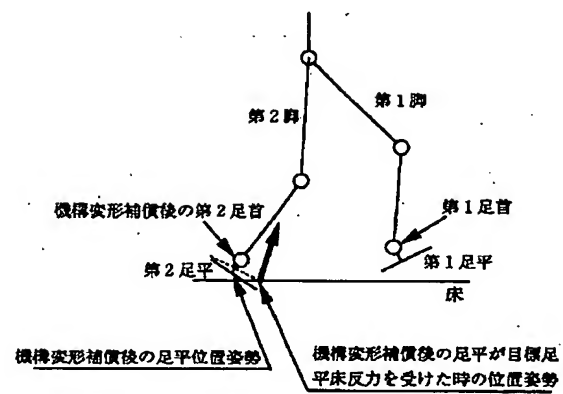 第1脚
第2脚
機構変形補償後の第2足首
第1足首
第2足平
第1足平
床
機構変形補償後の足平位置姿勢
機構変形補償後の足平が目標足
平床反力を受けた時の位置姿勢